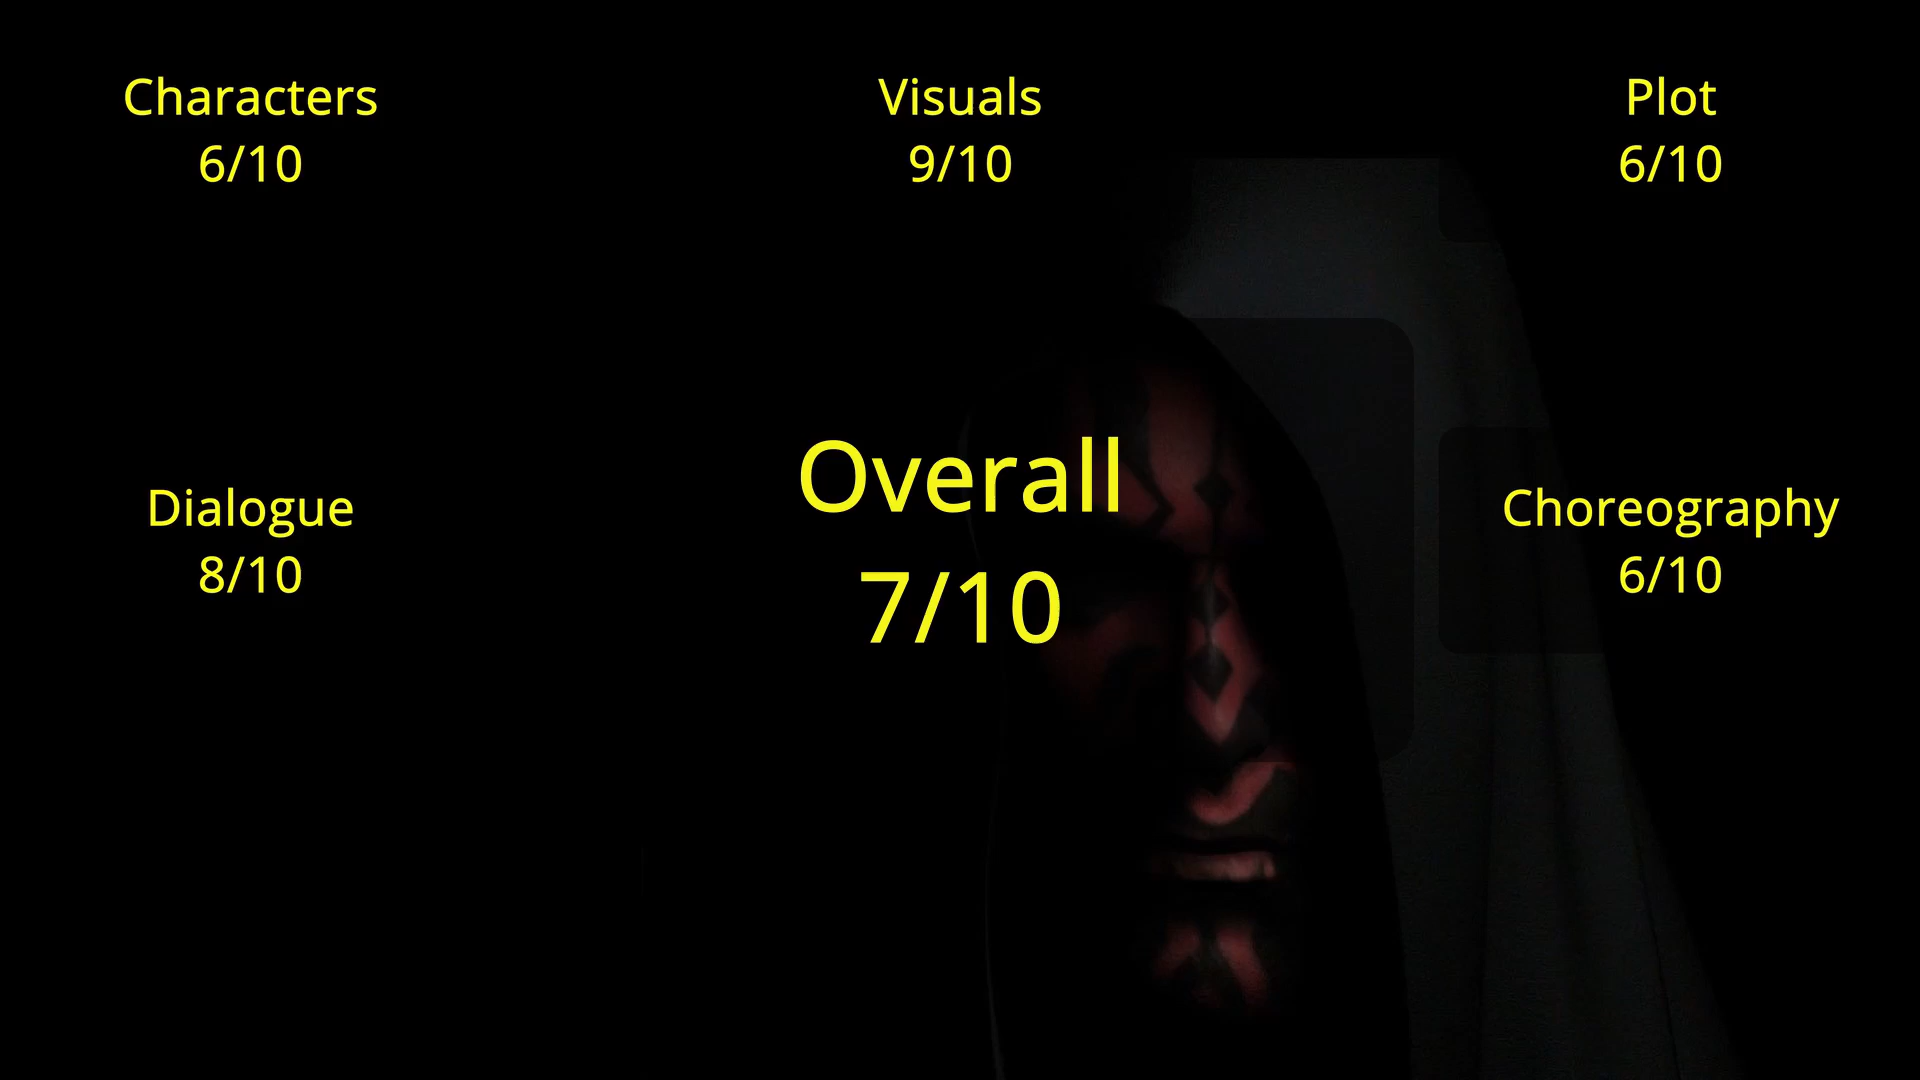 Characters
6/10
Visuals
9/10
Plot
6/10
Dialogue
8/10
Overall
7/10
Choreography
6/10